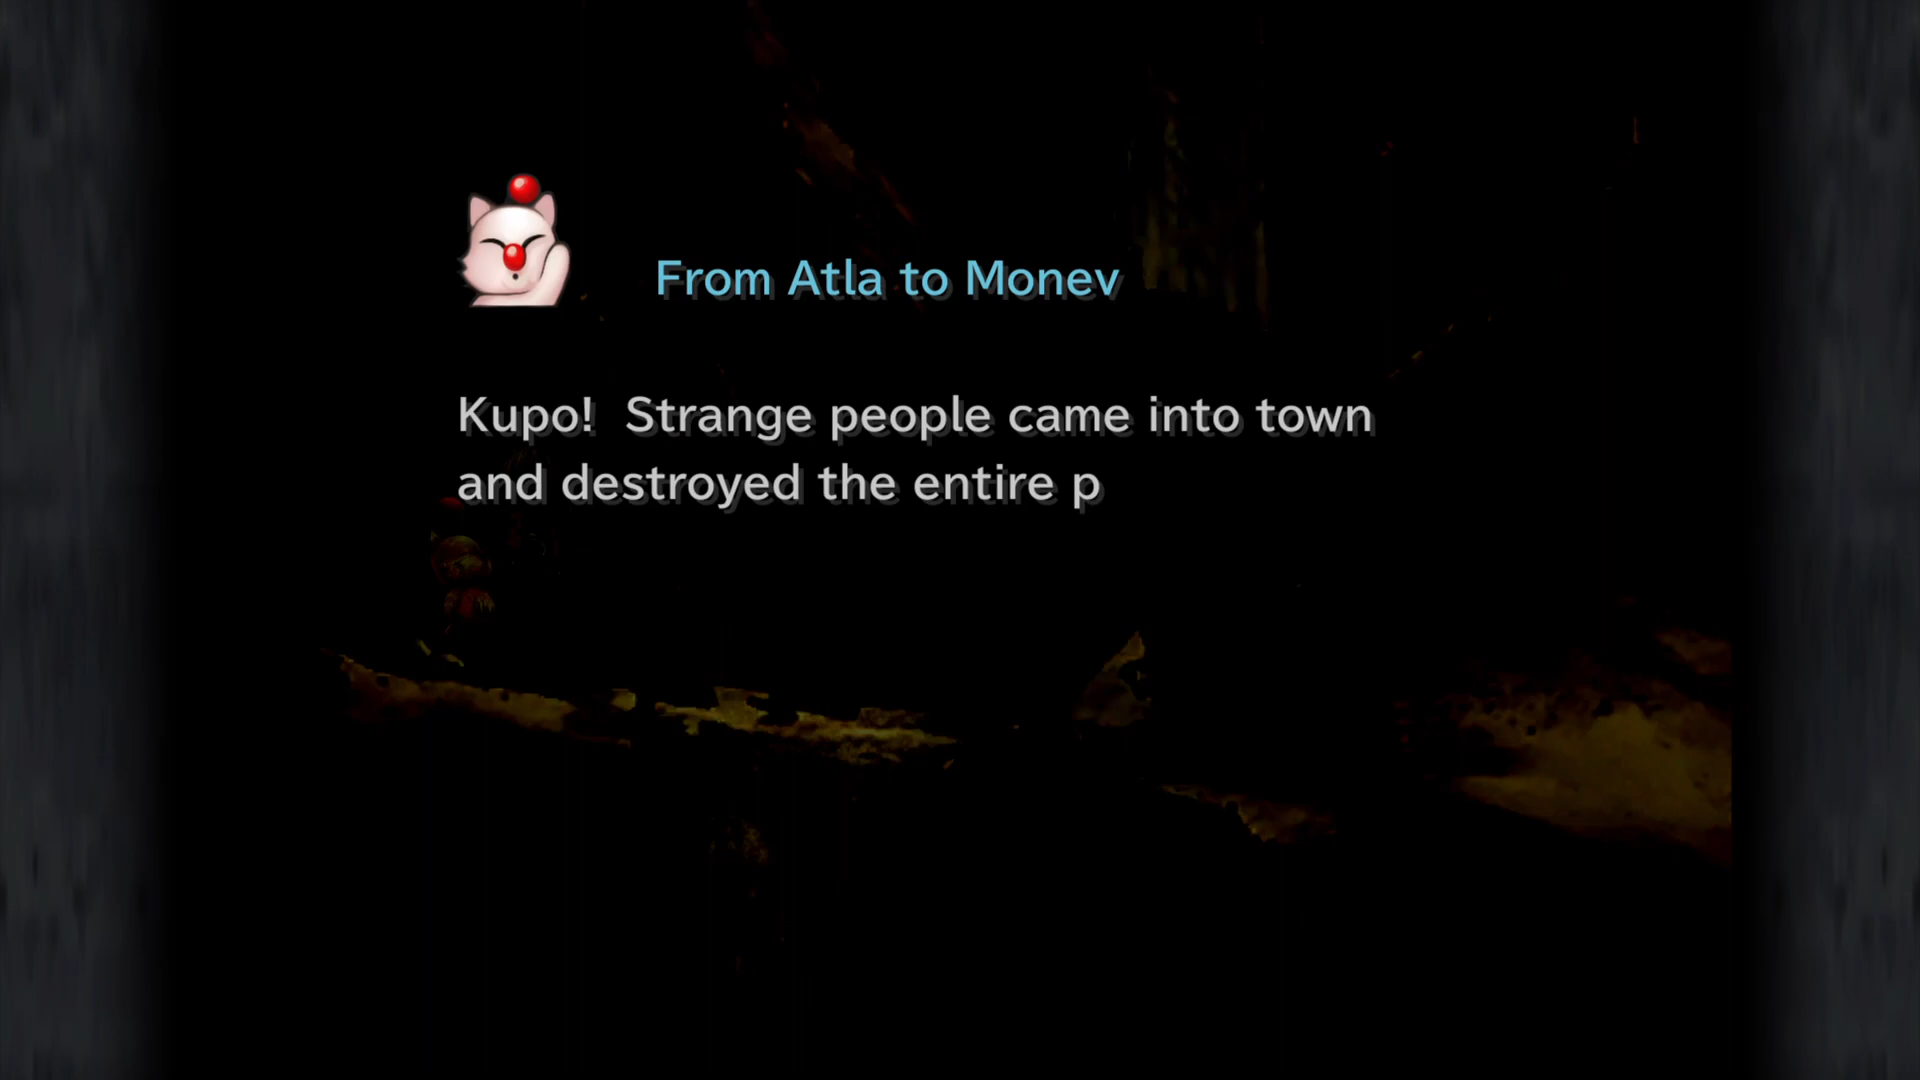 From Atla to Monev
Kupo! Strange people came into town
and destroyed the entire p